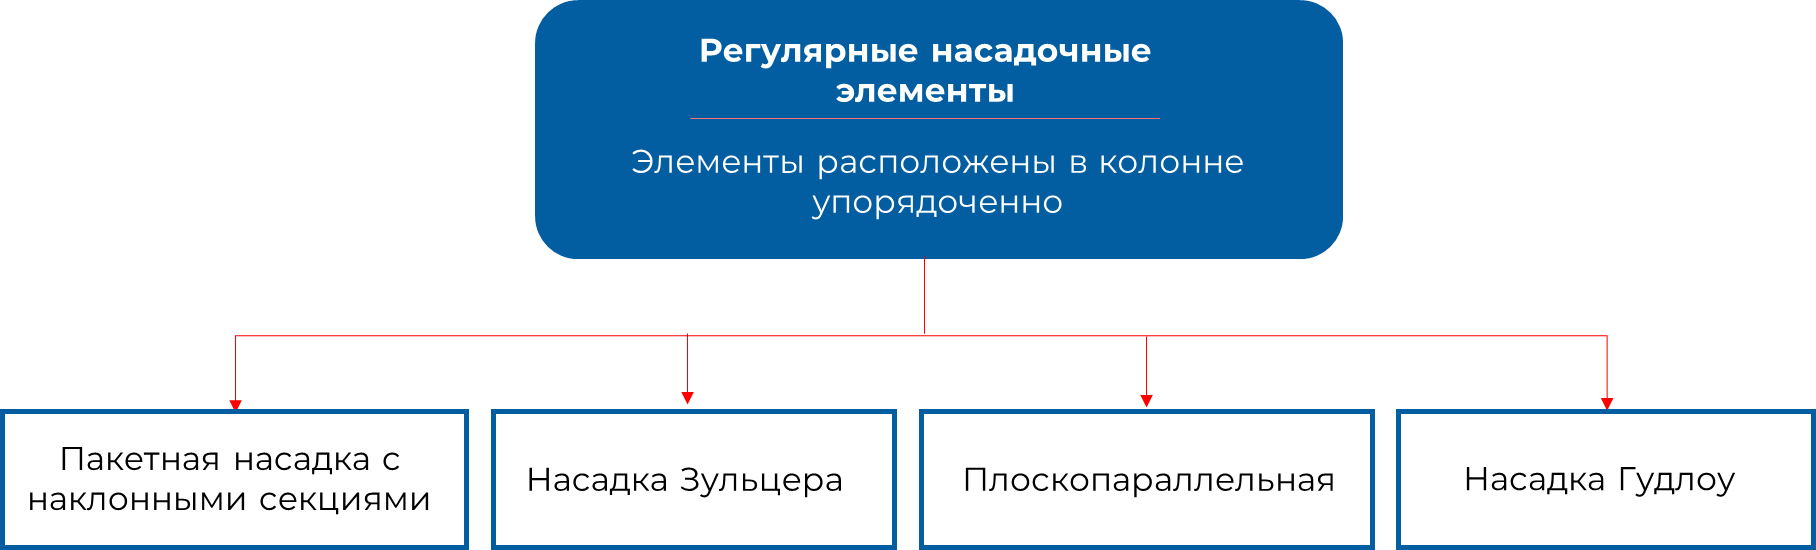 Регулярные насадочные
элементы
Элементы расположены в колонне
упорядоченно
Пакетная насадка с
наклонными секциями
Насадка Зульцера
Плоскопараллельная
Насадка Гудлоу